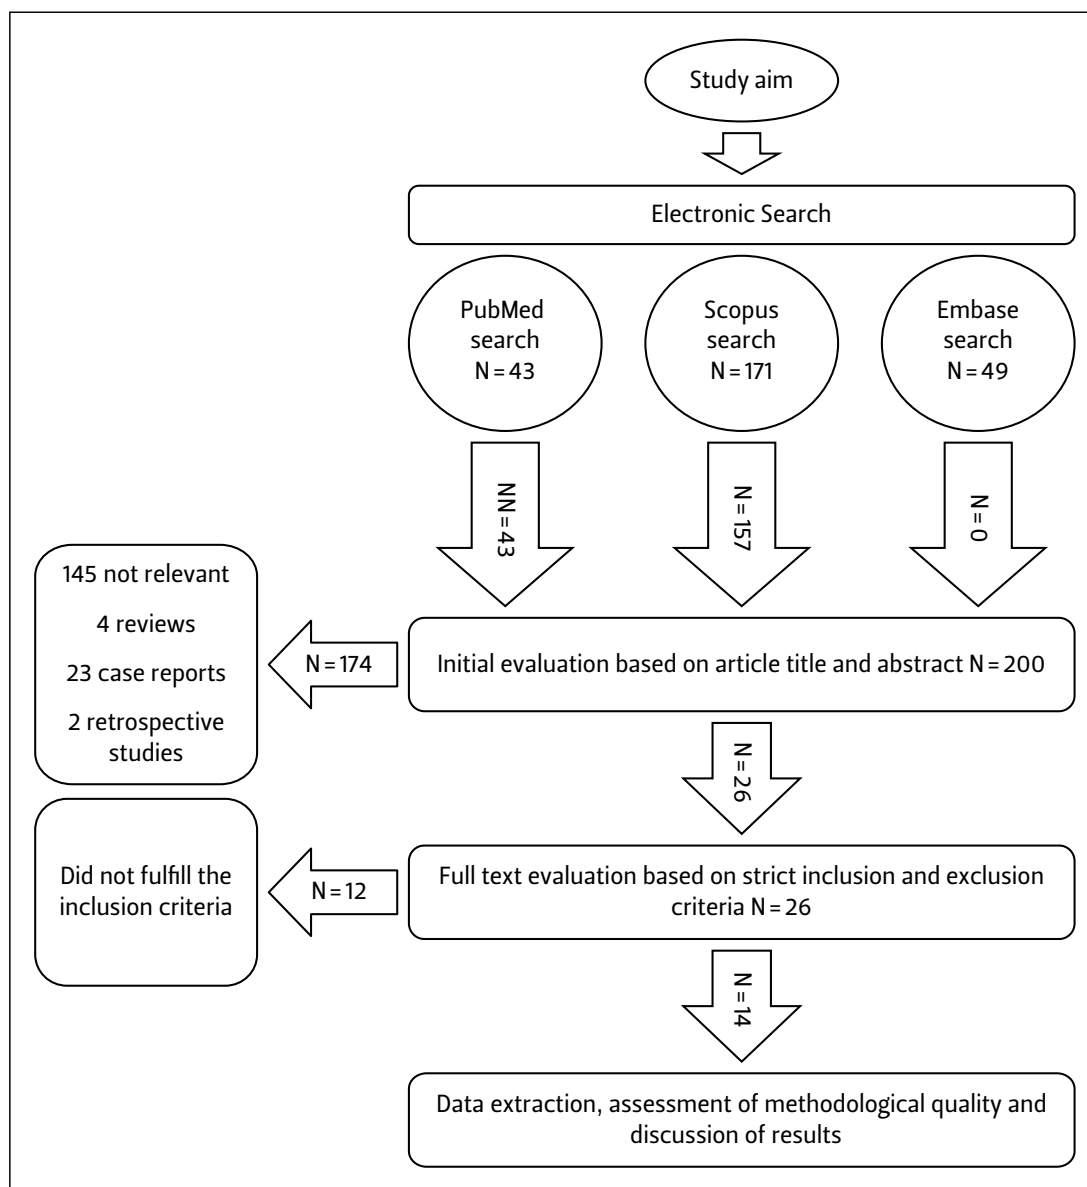 Study aim
Electronic Search
PubMed
search
N = 43
Scopus
search
N = 171
Embase
search
N = 49
NN = 43
N = 157
N = 0
145 not relevant
4 reviews
23 case reports
2 retrospective
studies
N = 174
Initial evaluation based on article title and abstract N = 200
N = 26
Did not fulfill the
inclusion criteria
N = 12
Full text evaluation based on strict inclusion and exclusion
criteria N = 26
N = 14
Data extraction, assessment of methodological quality and
discussion of results